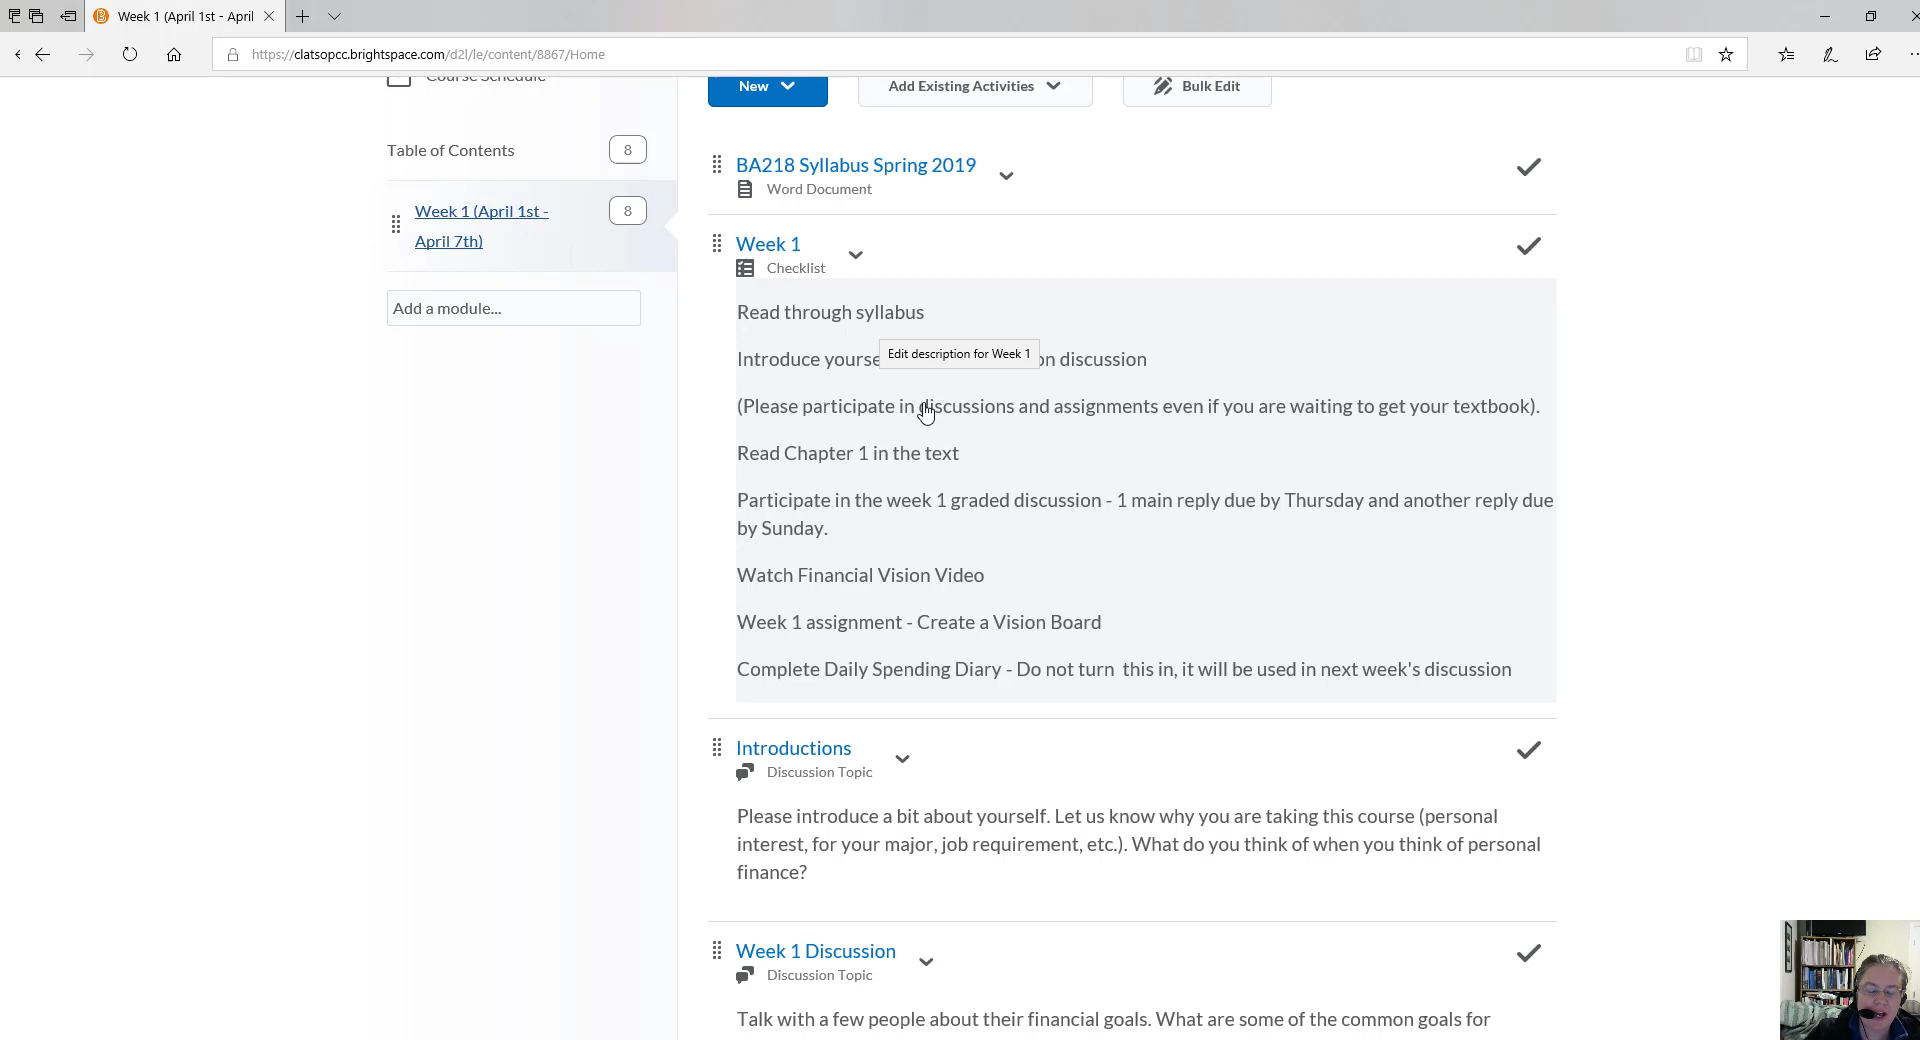 Week 1 (April 1st - April
https://clatsopcc.brightspace.com/d2l/le/content/8867/Home
Course Schedule
Table of Contents
8
Week 1 (April 1st -
April 7th)
8
Add a module...
New
Add Existing Activities
Bulk Edit
BA218 Syllabus Spring 2019
Word Document
Week 1
Checklist
Read through syllabus
Edit description for Week 1
Introduce yourse on discussion
(Please participate in discussions and assignments even if you are waiting to get your textbook).
Read Chapter 1 in the text
Participate in the week 1 graded discussion - 1 main reply due by Thursday and another reply due
by Sunday.
Watch Financial Vision Video
Week 1 assignment - Create a Vision Board
Complete Daily Spending Diary - Do not turn  this in, it will be used in next week's discussion
Introductions
Discussion Topic
Please introduce a bit about yourself. Let us know why you are taking this course (personal
interest, for your major, job requirement, etc.). What do you think of when you think of personal
finance?
Week 1 Discussion
Discussion Topic
Talk with a few people about their financial goals. What are some of the common goals for